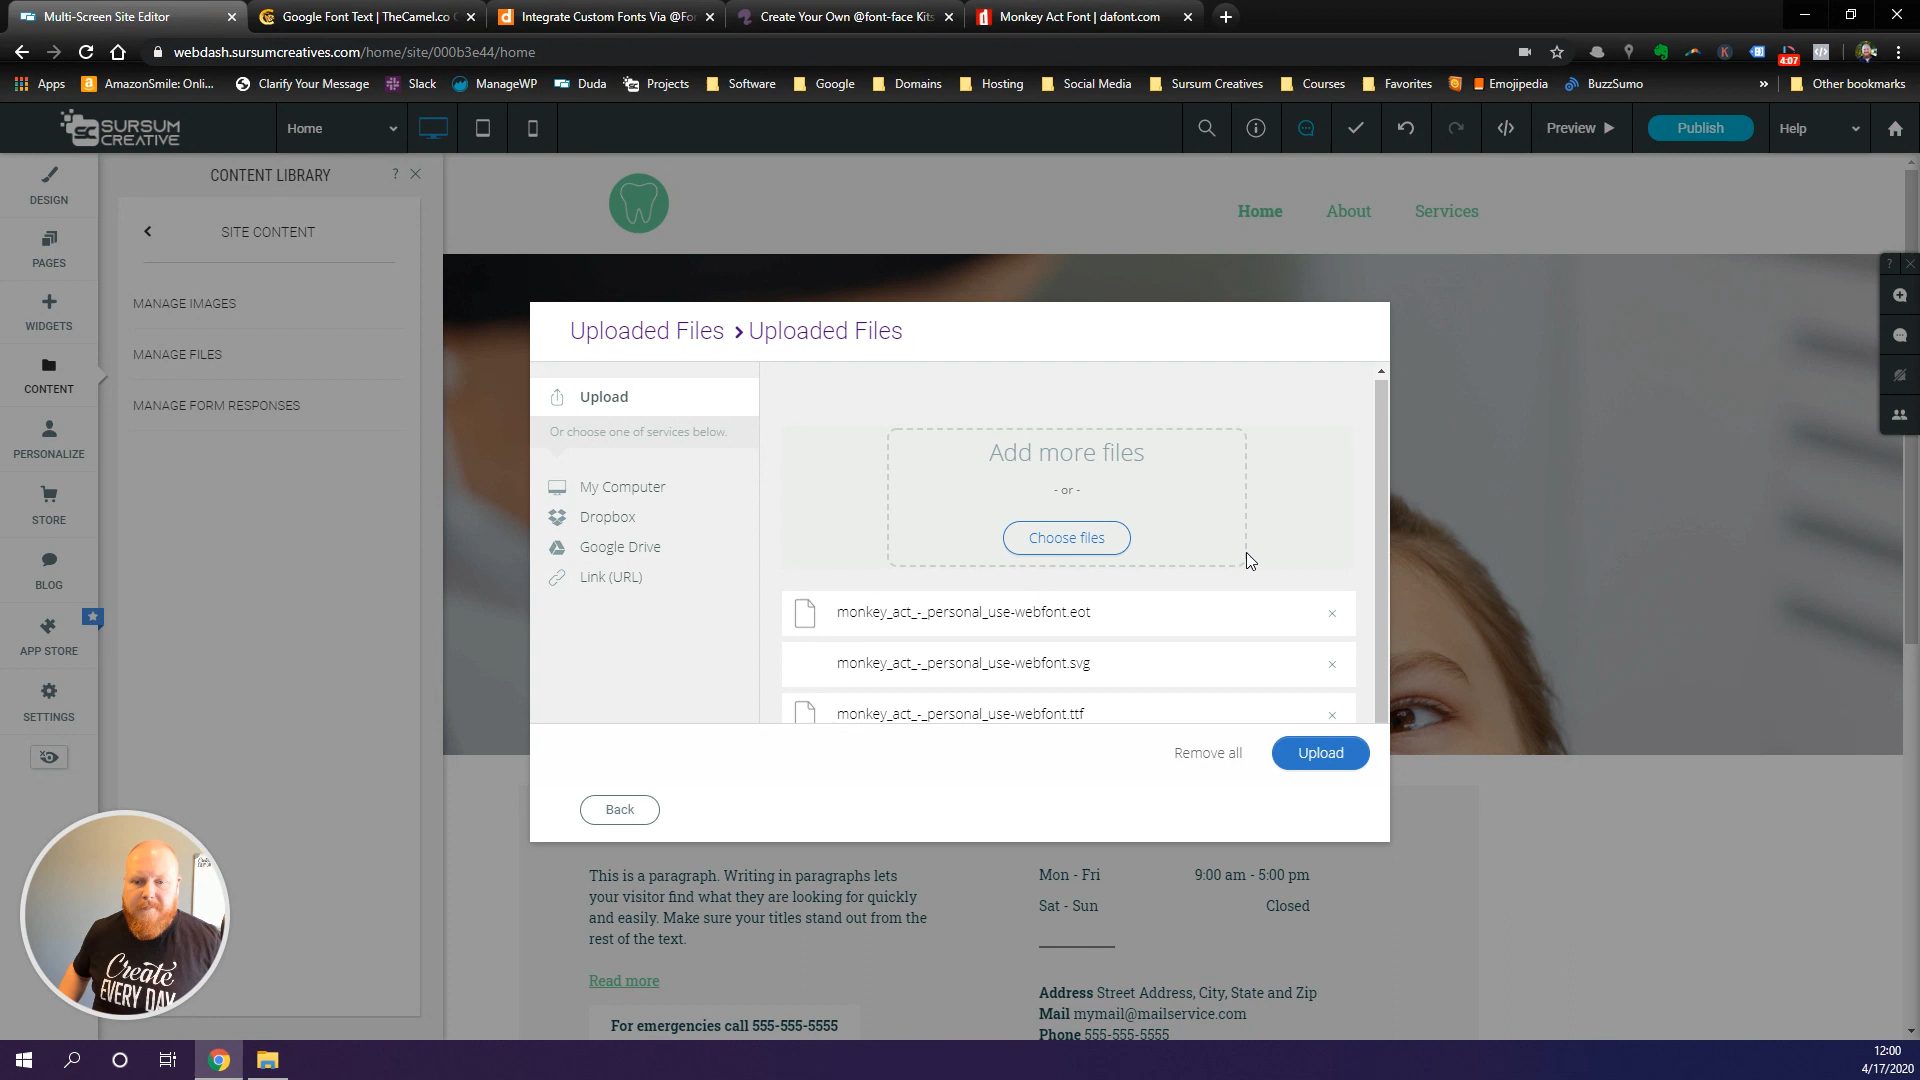 Multi-Screen Site Editor
Google Font Text | TheCamel.co
Integrate Custom Fonts Via @Fo
Create Your Own @font-face Kits
Monkey Act Font | dafont.com
webdash.sursumcreatives.com/home/site/000b3e44/home
4:07
Apps
AmazonSmile: Onli...
Clarify Your Message
Slack
ManageWP
Duda
Projects
Software
Google
Domains
Hosting
Social Media
Sursum Creatives
Courses
Favorites
Emojipedia
BuzzSumo
»
Other bookmarks
SC SURSUM
CREATIVE
Home
Preview
Publish
Help
DESIGN
PAGES
WIDGETS
CONTENT
PERSONALIZE
STORE
BLOG
APP STORE
SETTINGS
CONTENT LIBRARY
?
SITE CONTENT
MANAGE IMAGES
MANAGE FILES
MANAGE FORM RESPONSES
Home
About
Services
?
Uploaded Files > Uploaded Files
Upload
Or choose one of services below.
My Computer
Dropbox
Google Drive
Link (URL)
Add more files
- or -
Choose files
monkey_act_-_personal_use-webfont.eot
monkey_act_-_personal_use-webfont.svg
monkey_act_-_personal_use-webfont.ttf
Remove all
Upload
Back
This is a paragraph. Writing in paragraphs lets
your visitor find what they are looking for quickly
and easily. Make sure your titles stand out from the
rest of the text.
Read more
For emergencies call 555-555-5555
Mon - Fri
9:00 am - 5:00 pm
Sat - Sun
Closed
Address Street Address, City, State and Zip
Mail mymail@mailservice.com
Phone 555-555-5555
Create
EVERY DAY
12:00
4/17/2020